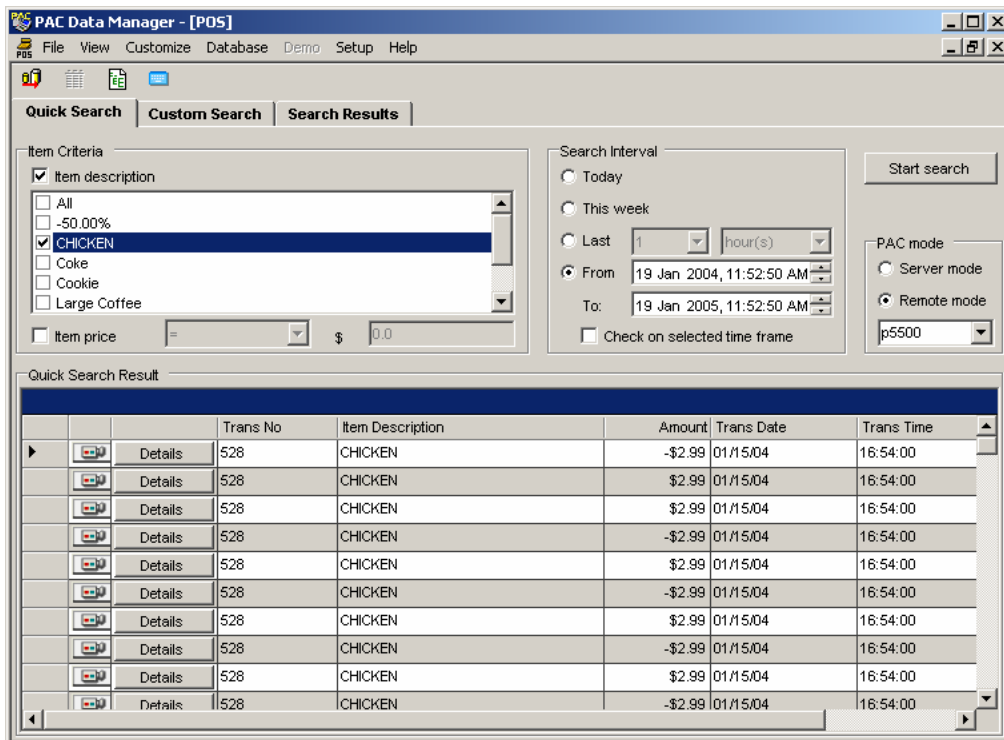 PAC Data Manager - [POS]
POS File View Customize Database Demo Setup Help
Quick Search Custom Search Search Results
Item Criteria
Item description
All
-50.00%
CHICKEN
Coke
Cookie
Large Coffee
Item price = $ 0.0
Search Interval
Today
This week
Last 1 hour(s)
From 19 Jan 2004, 11:52:50 AM
To: 19 Jan 2005, 11:52:50 AM
Check on selected time frame
Start search
PAC mode
Server mode
Remote mode
p5500
Quick Search Result
Trans No Item Description Amount Trans Date Trans Time
Details 528 CHICKEN -$2.99 01/15/04 16:54:00
Details 528 CHICKEN $2.99 01/15/04 16:54:00
Details 528 CHICKEN $2.99 01/15/04 16:54:00
Details 528 CHICKEN -$2.99 01/15/04 16:54:00
Details 528 CHICKEN $2.99 01/15/04 16:54:00
Details 528 CHICKEN -$2.99 01/15/04 16:54:00
Details 528 CHICKEN $2.99 01/15/04 16:54:00
Details 528 CHICKEN -$2.99 01/15/04 16:54:00
Details 528 CHICKEN $2.99 01/15/04 16:54:00
Details 528 CHICKEN -$2.99 01/15/04 16:54:00